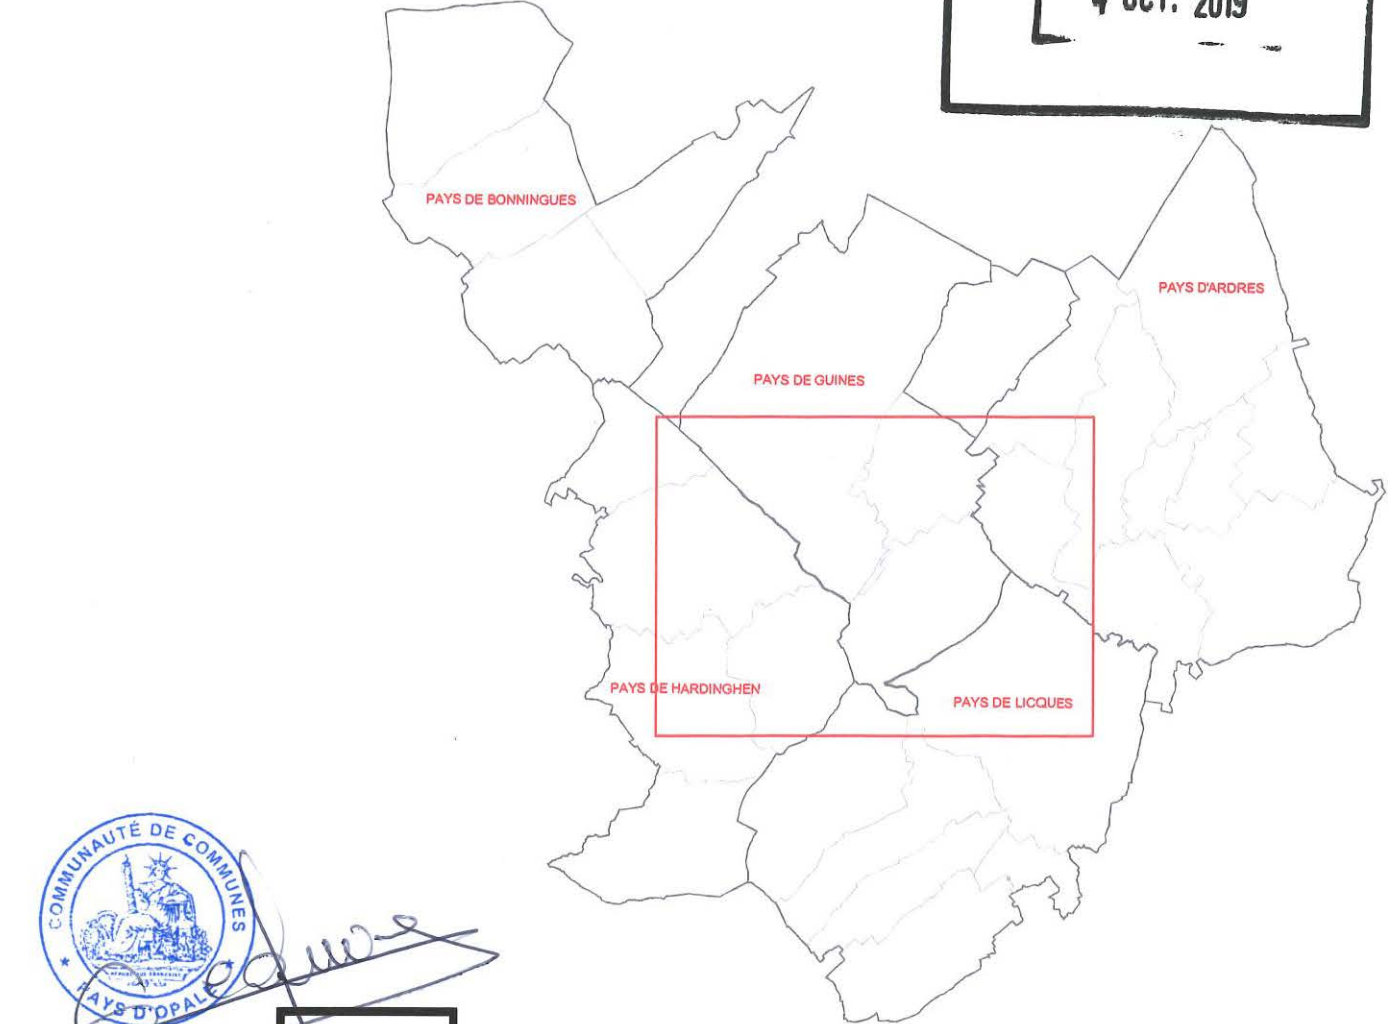 4 OCT. 2019
PAYS DE BONNINGUES
PAYS D'ARDRES
PAYS DE GUINES
PAYS DE HARDINGHEN
PAYS DE LICQUES
COMMUNAUTÉ DE COMMUNES
PAYS D'OPALE